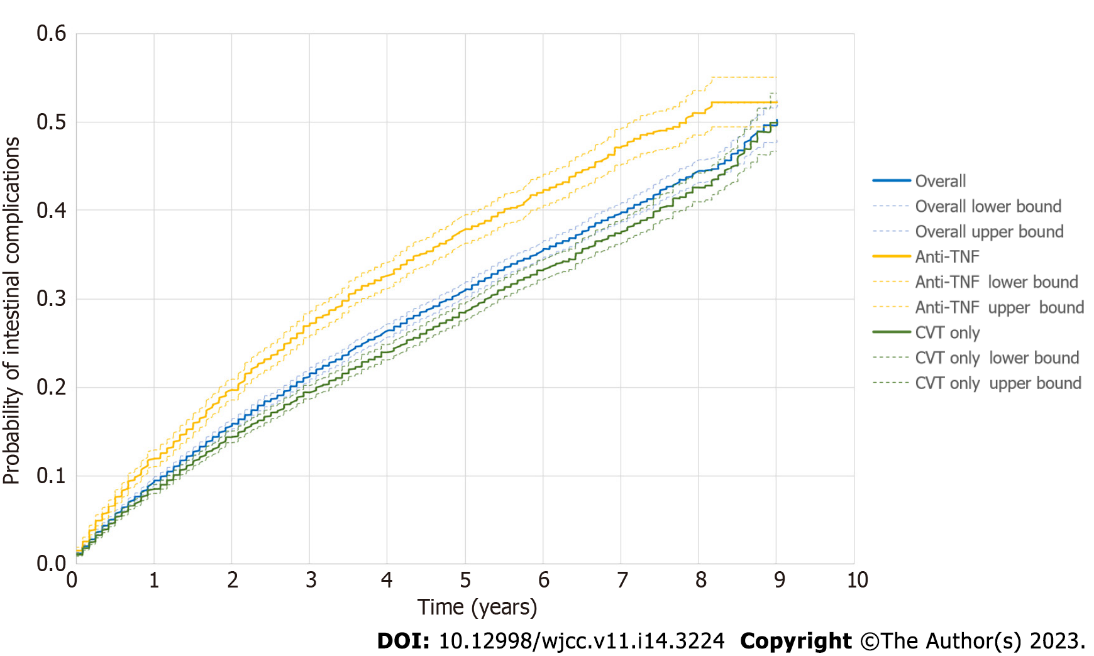 0.6
0.5
0.4
0.3
0.2
0.1
0.0
Probability of intestinal complications
0 1 2 3 4 5 6 7 8 9 10
Time (years)
Overall
Overall lower bound
Overall upper bound
Anti-TNF
Anti-TNF lower bound
Anti-TNF upper bound
CVT only
CVT only lower bound
CVT only upper bound
DOI: 10.12998/wjcc.v11.i14.3224 Copyright ©The Author(s) 2023.